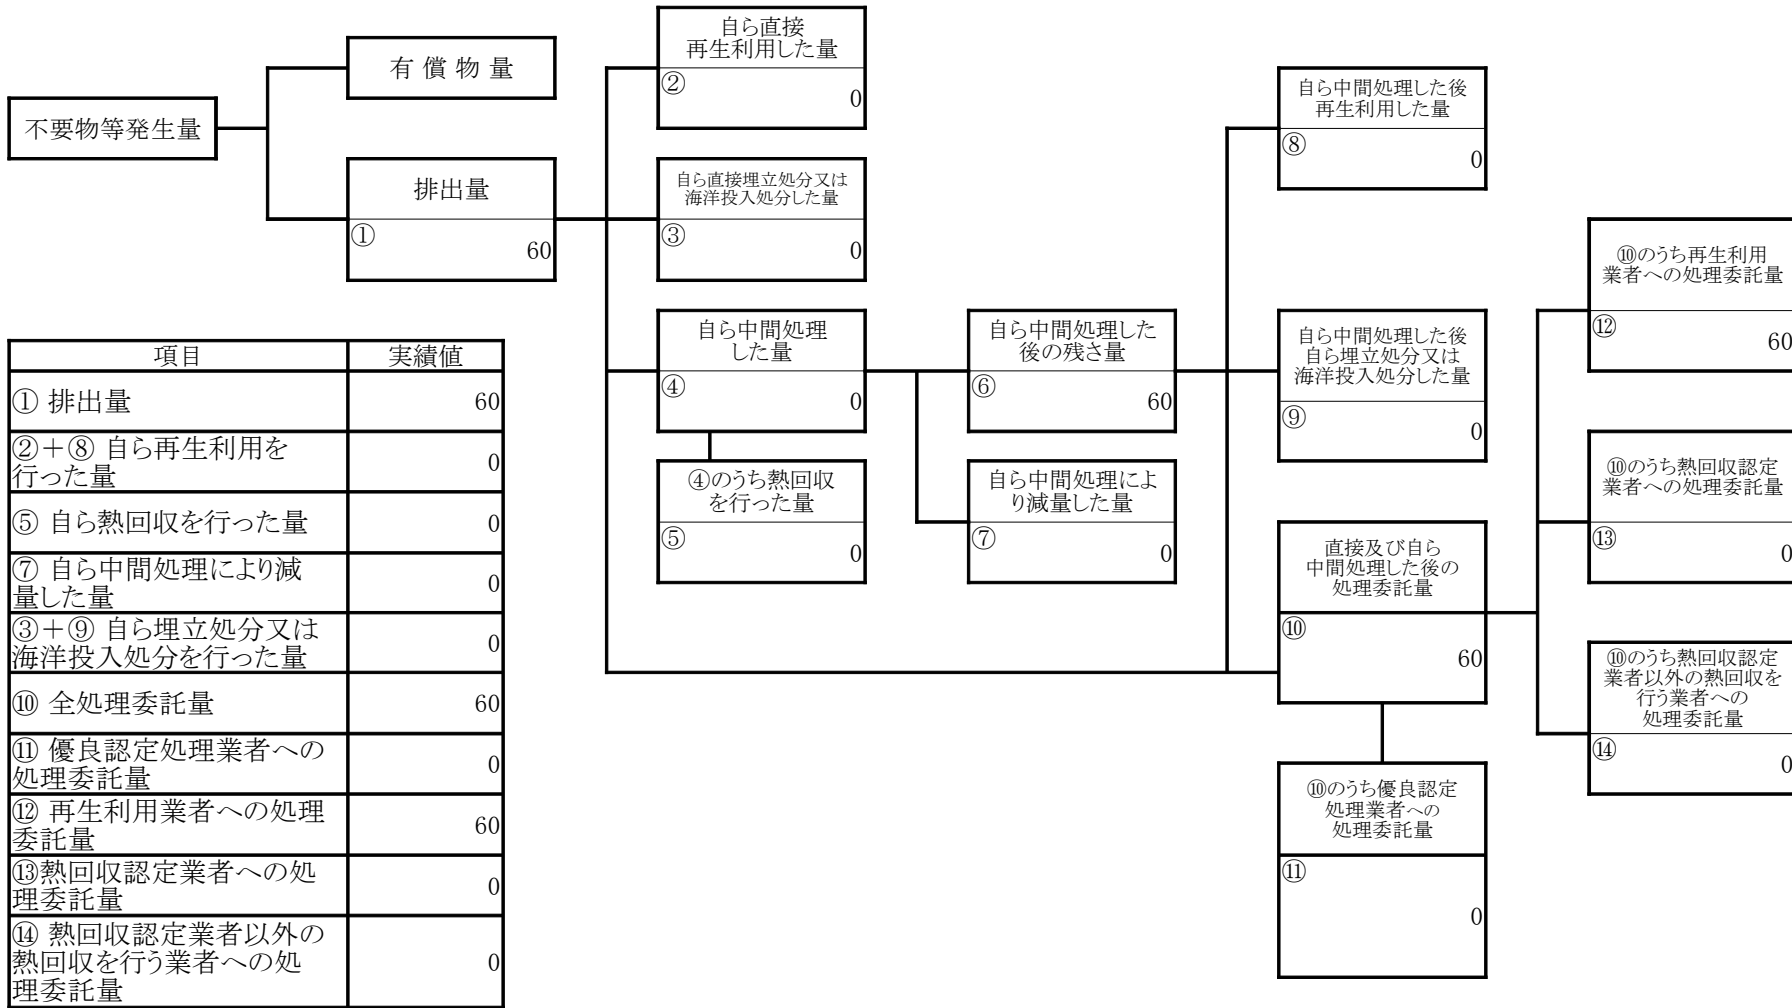 自ら直接
再生利用した量
②
0
有 償 物 量
不要物等発生量
排出量
①
60
自ら直接埋立処分又は
海洋投入処分した量
③
0
自ら中間処理
した量
④
0
④のうち熱回収
を行った量
⑤
0
自ら中間処理した
後の残さ量
⑥
60
自ら中間処理によ
り減量した量
⑦
0
自ら中間処理した後
再生利用した量
⑧
0
自ら中間処理した後
自ら埋立処分又は
海洋投入処分した量
⑨
0
直接及び自ら
中間処理した後の
処理委託量
⑩
60
⑩のうち優良認定
処理業者への
処理委託量
⑪
0
⑩のうち再生利用
業者への処理委託量
⑫
60
⑩のうち熱回収認定
業者への処理委託量
⑬
0
⑩のうち熱回収認定
業者以外の熱回収を
行う業者への
処理委託量
⑭
0
項目 実績値
① 排出量 60
②＋⑧ 自ら再生利用を
行った量 0
⑤ 自ら熱回収を行った量 0
⑦ 自ら中間処理により減
量した量 0
③＋⑨ 自ら埋立処分又は
海洋投入処分を行った量 0
⑩ 全処理委託量 60
⑪ 優良認定処理業者への
処理委託量 0
⑫ 再生利用業者への処理
委託量 60
⑬熱回収認定業者への処
理委託量 0
⑭ 熱回収認定業者以外の
熱回収を行う業者への処
理委託量 0